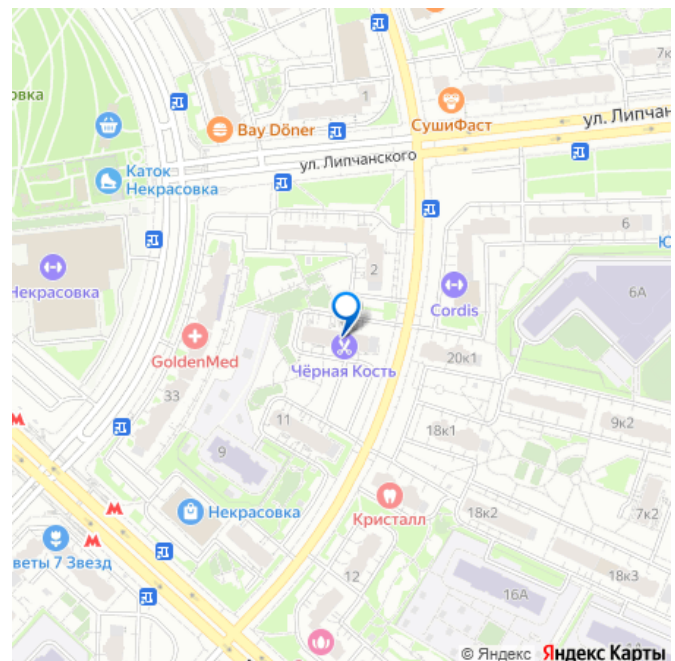 7к
овка
1
СушиФаст
Bay Döner
ул. Липчан
ул. Липчанского
Каток
Некрасовка
6
2
Ю
Некрасовка
6А
Cordis
GoldenMed
20к1
Чёрная Кость
33
11
9к2
18к1
9
М
Некрасовка
Кристалл
18к2
7к2
М
М
веты 7 Звезд
12
18к3
16А
© Яндекс Яндекс Карты